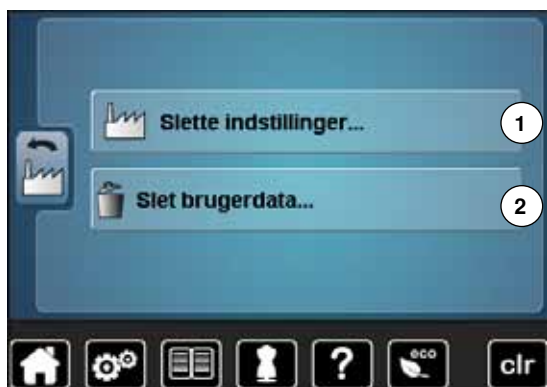 Slette indstillinger...
1
Slet brugerdata...
2
?
eco
clr